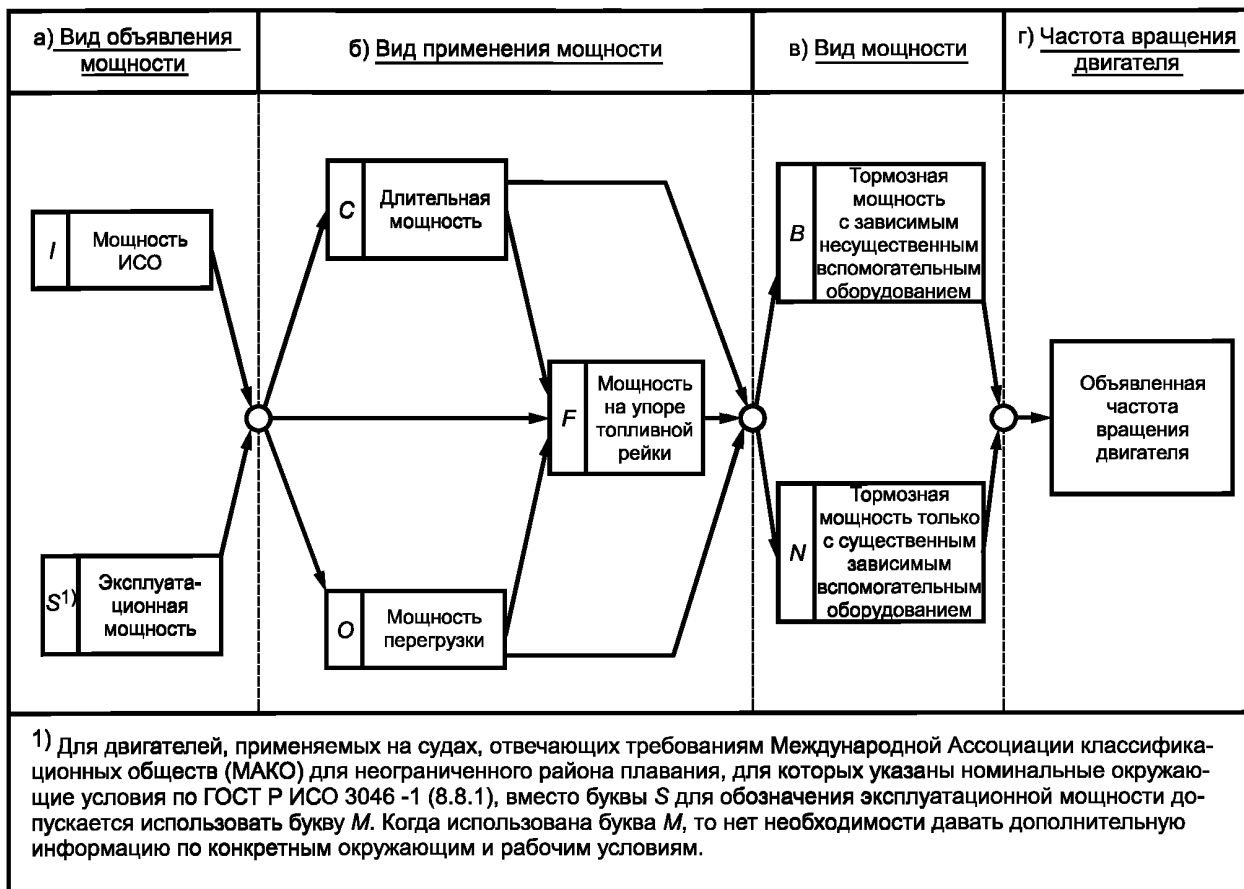 а) Вид объявления
мощности
б) Вид применения мощности
в) Вид мощности
г) Частота вращения
двигателя
I
Мощность
ИСО
S1)
Эксплуата-
ционная
мощность
C
Длительная
мощность
F
Мощность
на упоре
топливной
рейки
O
Мощность
перегрузки
B
Тормозная
мощность
с зависимым
несущественным
вспомогательным
оборудованием
N
Тормозная
мощность только
с существенным
зависимым
вспомогательным
оборудованием
Объявленная
частота
вращения
двигателя
1) Для двигателей, применяемых на судах, отвечающих требованиям Международной Ассоциации классифика-
ционных обществ (МАКО) для неограниченного района плавания, для которых указаны номинальные окружаю-
щие условия по ГОСТ Р ИСО 3046 -1 (8.8.1), вместо буквы S для обозначения эксплуатационной мощности до-
пускается использовать букву M. Когда использована буква M, то нет необходимости давать дополнительную
информацию по конкретным окружающим и рабочим условиям.